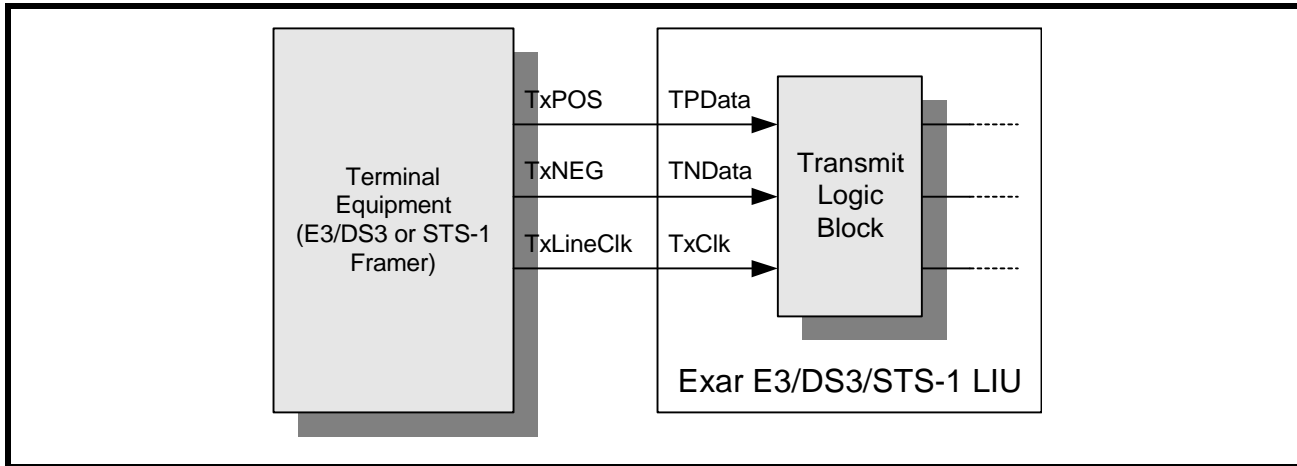 Terminal
Equipment
(E3/DS3 or STS-1
Framer)
TxPOS
TPData
TxNEG
TNData
TxLineClk
TxClk
Transmit
Logic
Block
Exar E3/DS3/STS-1 LIU